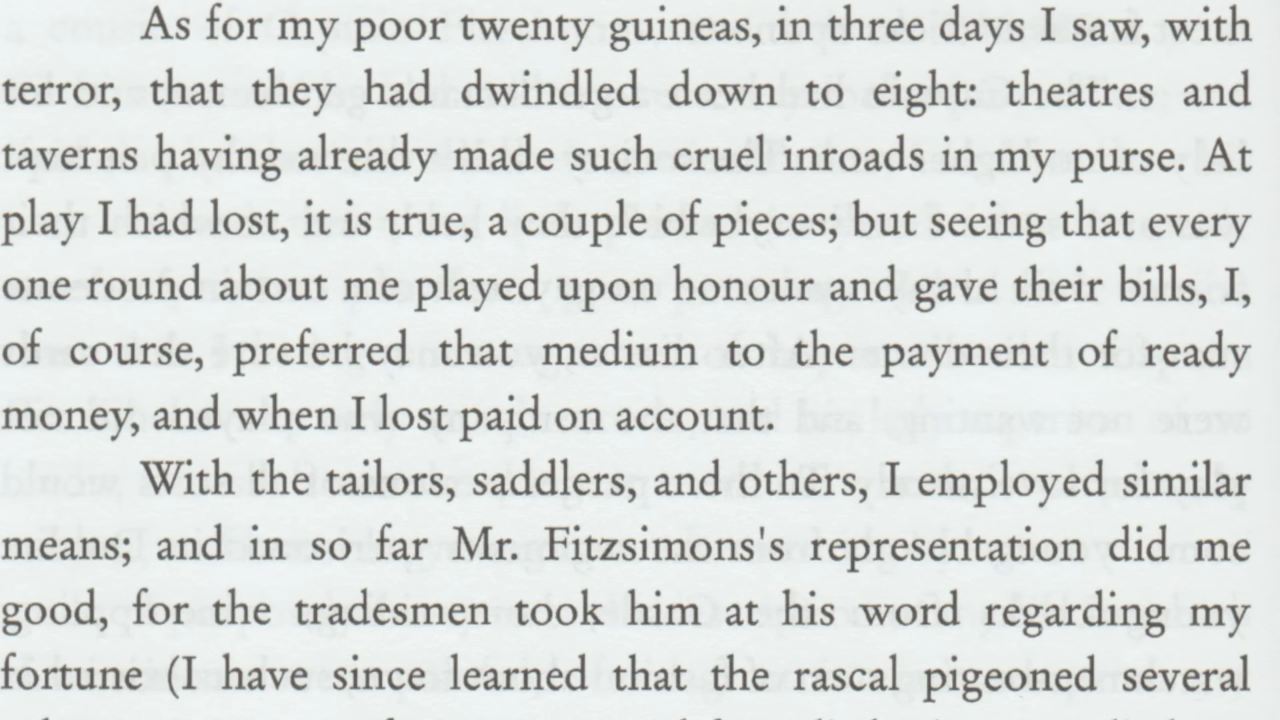 As for my poor twenty guineas, in three days I saw, with
terror, that they had dwindled down to eight: theatres and
taverns having already made such cruel inroads in my purse. At
play I had lost, it is true, a couple of pieces; but seeing that every
one round about me played upon honour and gave their bills, I,
of course, preferred that medium to the payment of ready
money, and when I lost paid on account.
With the tailors, saddlers, and others, I employed similar
means; and in so far Mr. Fitzsimons's representation did me
good, for the tradesmen took him at his word regarding my
fortune (I have since learned that the rascal pigeoned several